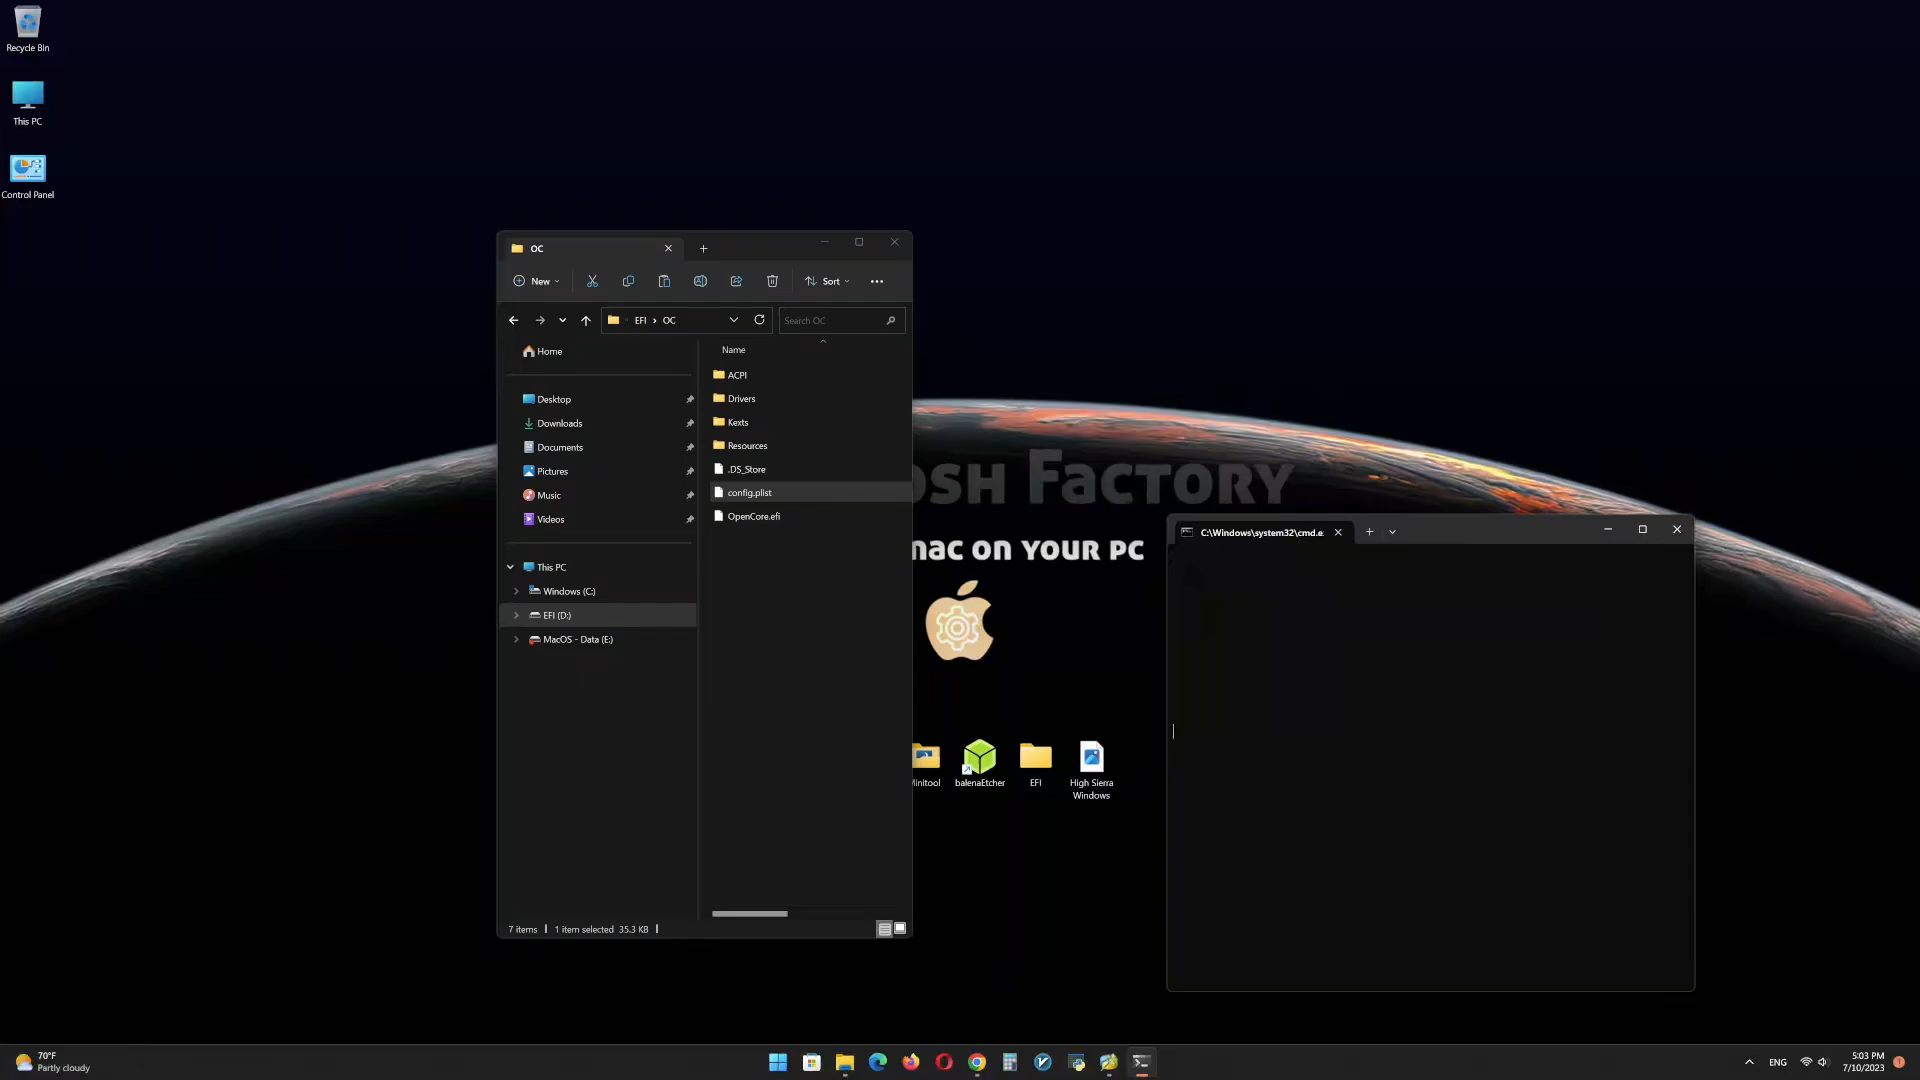 Recycle Bin
This PC
Control Panel
OC
New
Sort
EFI › OC
Search OC
Home
Name
ACPI
Desktop
Drivers
Downloads
Kexts
Documents
Resources
Pictures
.DS_Store
Music
config.plist
Videos
OpenCore.efi
This PC
Windows (C:)
EFI (D:)
MacOS - Data (E:)
7 items
1 item selected 35.3 KB
Factory
mac on your pc
balenaEtcher
EFI
High Sierra
Windows
C:\Windows\system32\cmd.e
70°F
Partly cloudy
ENG
5:03 PM
7/10/2023